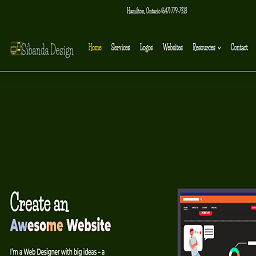 Hamilton, Ontario (647) 779-7513
Sibanda Design
Home Services Logos Websites Resources Contact
Create an
Awesome Website
I'm a Web Designer with big ideas – a